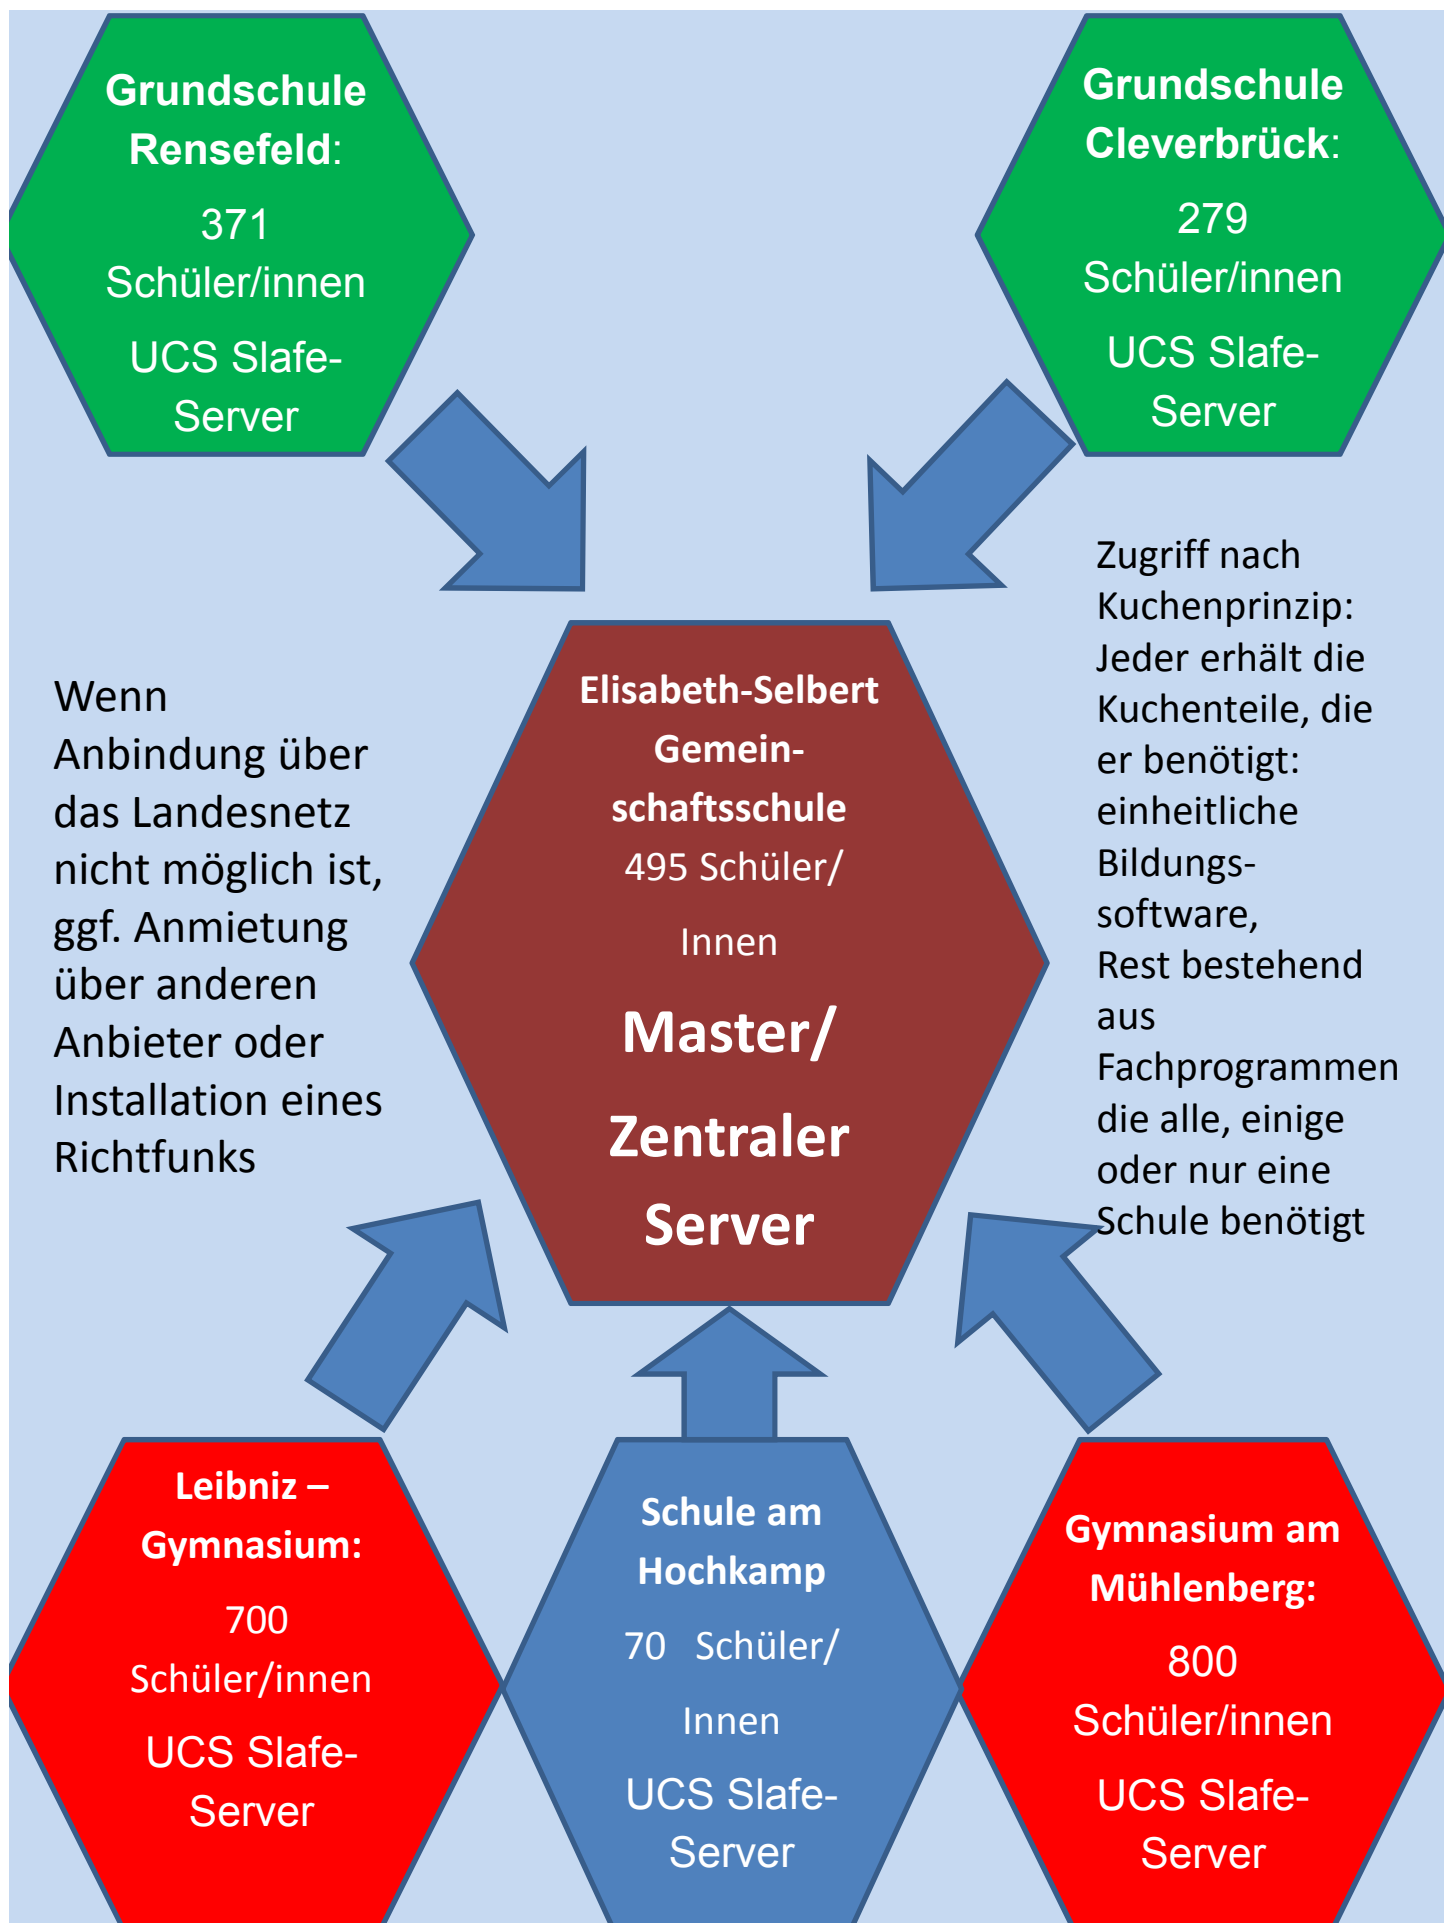 Grundschule
Rensefeld:
371
Schüler/innen
UCS Slafe-
Server
Grundschule
Cleverbrück:
279
Schüler/innen
UCS Slafe-
Server
Wenn
Anbindung über
das Landesnetz
nicht möglich ist,
ggf. Anmietung
über anderen
Anbieter oder
Installation eines
Richtfunks
Elisabeth-Selbert
Gemein-
schaftsschule
495 Schüler/
Innen
Master/
Zentraler
Server
Zugriff nach
Kuchenprinzip:
Jeder erhält die
Kuchenteile, die
er benötigt:
einheitliche
Bildungs-
software,
Rest bestehend
aus
Fachprogrammen
die alle, einige
oder nur eine
Schule benötigt
Leibniz –
Gymnasium:
700
Schüler/innen
UCS Slafe-
Server
Schule am
Hochkamp
70 Schüler/
Innen
UCS Slafe-
Server
Gymnasium am
Mühlenberg:
800
Schüler/innen
UCS Slafe-
Server